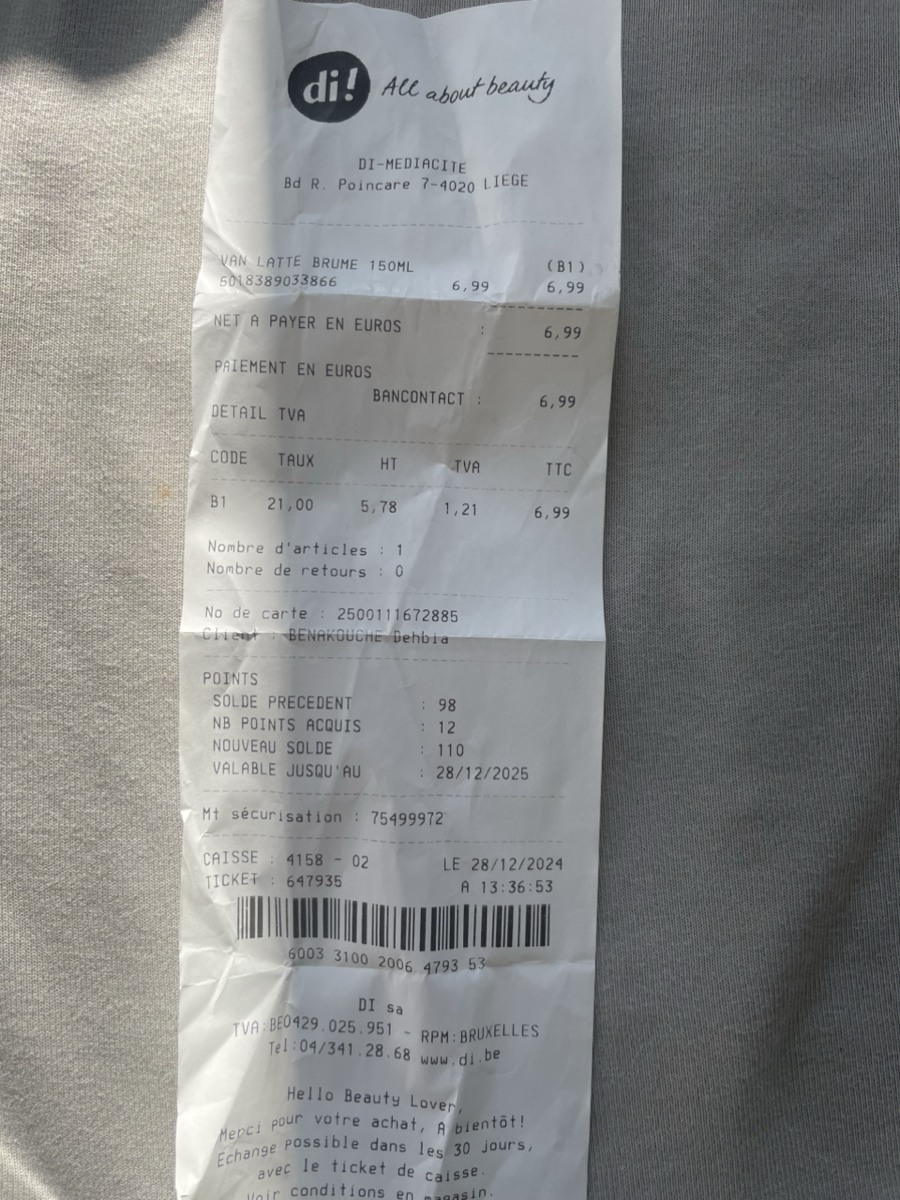 di! All about beauty
DI-MEDIACITE
Bd R. Poincare 7-4020 LIEGE
VAN LATTE BRUME 150ML (B1)
5018389033866 6,99 6,99
NET A PAYER EN EUROS : 6,99
PAIEMENT EN EUROS
BANCONTACT : 6,99
DETAIL TVA
CODE TAUX HT TVA TTC
B1 21,00 5,78 1,21 6,99
Nombre d'articles : 1
Nombre de retours : 0
No de carte : 2500111672885
Client : BENAKOUCHE Dehbia
POINTS
SOLDE PRECEDENT : 98
NB POINTS ACQUIS : 12
NOUVEAU SOLDE : 110
VALABLE JUSQU'AU : 28/12/2025
Mt sécurisation : 75499972
CAISSE : 4158 - 02 LE 28/12/2024
TICKET : 647935 A 13:36:53
6003 3100 2006 4793 53
DI sa
TVA:BE0429.025.951 - RPM:BRUXELLES
Tel:04/341.28.68 www.di.be
Hello Beauty Lover,
Merci pour votre achat, A bientôt!
Echange possible dans les 30 jours,
avec le ticket de caisse.
Voir conditions en magasin.